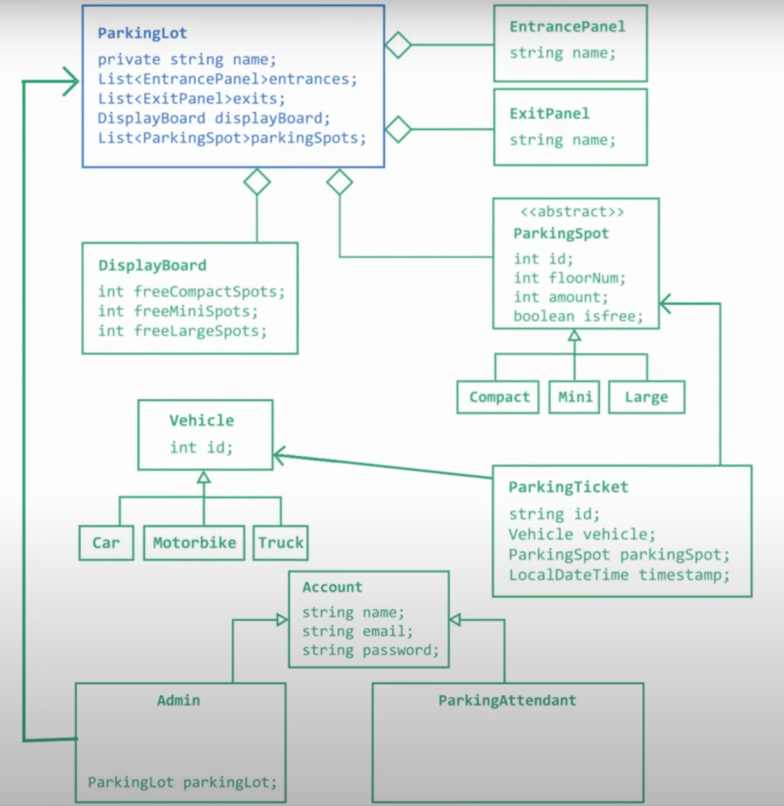 ParkingLot
private string name;
List<EntrancePanel>entrances;
List<ExitPanel>exits;
DisplayBoard displayBoard;
List<ParkingSpot>parkingSpots;
EntrancePanel
string name;
ExitPanel
string name;
<<abstract>>
ParkingSpot
int id;
int floorNum;
int amount;
boolean isfree;
DisplayBoard
int freeCompactSpots;
int freeMiniSpots;
int freeLargeSpots;
Compact
Mini
Large
Vehicle
int id;
Car
Motorbike
Truck
ParkingTicket
string id;
Vehicle vehicle;
ParkingSpot parkingSpot;
LocalDateTime timestamp;
Account
string name;
string email;
string password;
Admin
ParkingLot parkingLot;
ParkingAttendant